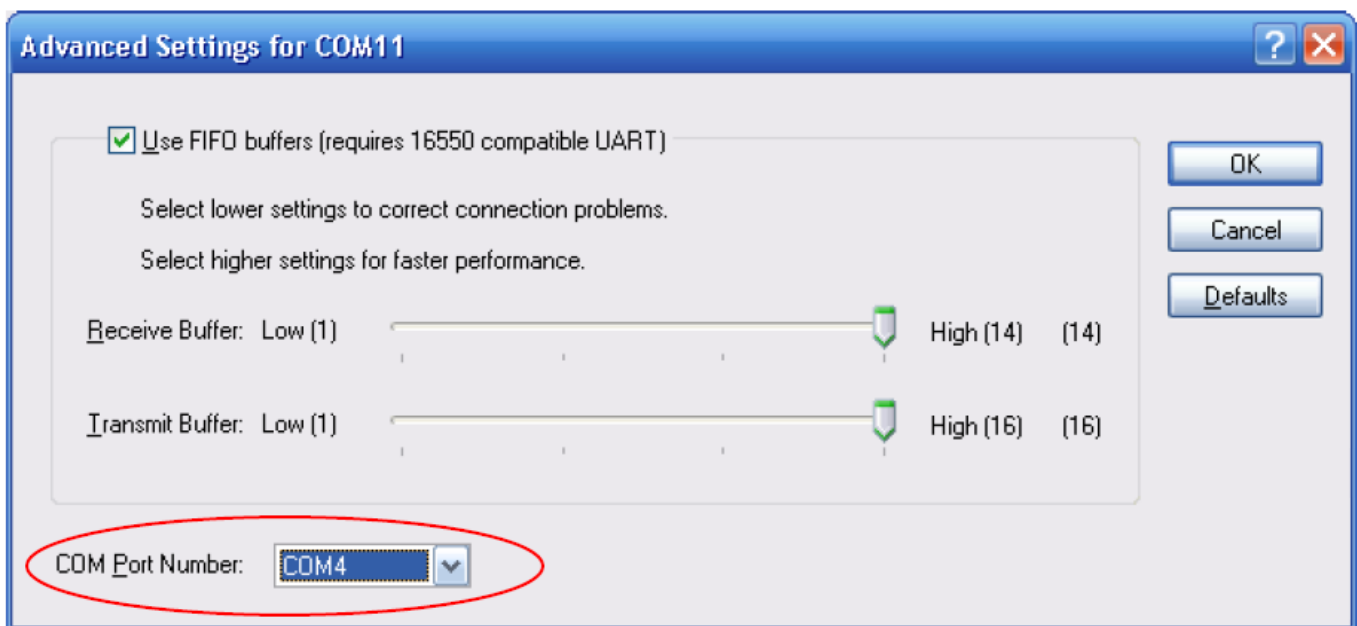 Advanced Settings for COM11
Use FIFO buffers (requires 16550 compatible UART)
OK
Select lower settings to correct connection problems.
Cancel
Select higher settings for faster performance.
Defaults
Receive Buffer: Low (1) High (14) (14)
Transmit Buffer: Low (1) High (16) (16)
COM Port Number: COM4